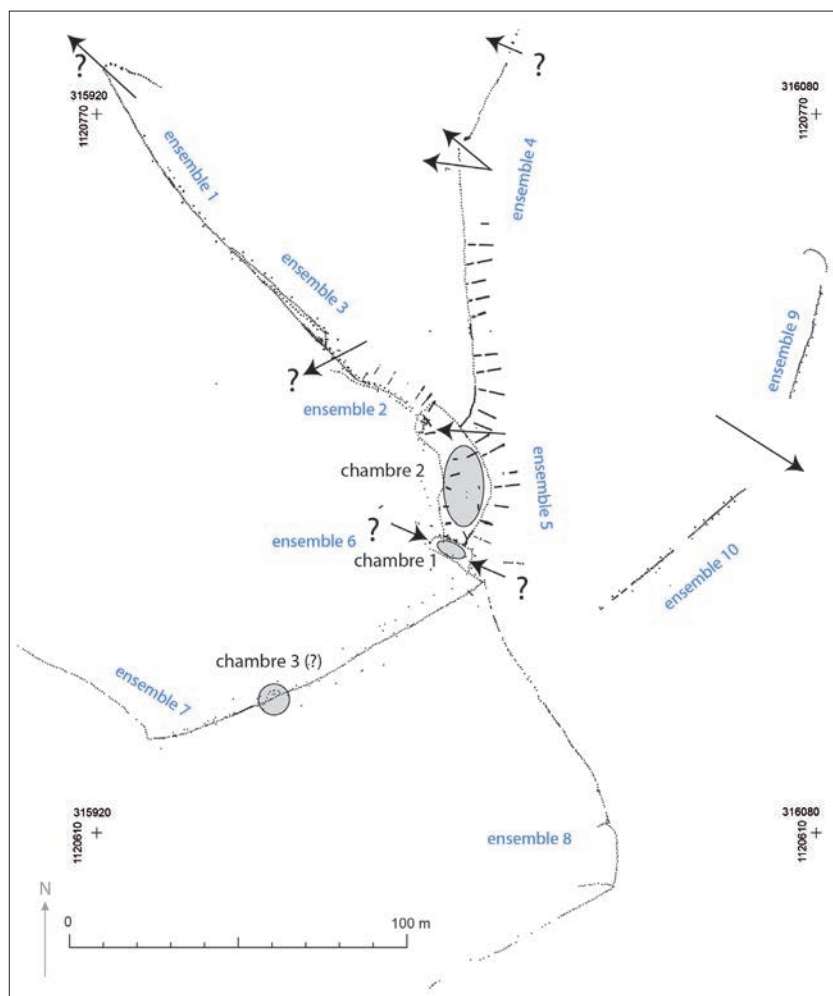 ?
?
315920
1120770
316080
1120770
ensemble 1
ensemble 4
ensemble 3
ensemble 9
?
ensemble 2
chambre 2
ensemble 5
?
ensemble 6
chambre 1
?
ensemble 10
chambre 3 (?)
ensemble 7
315920
1120610
316080
1120610
ensemble 8
N
0
100 m